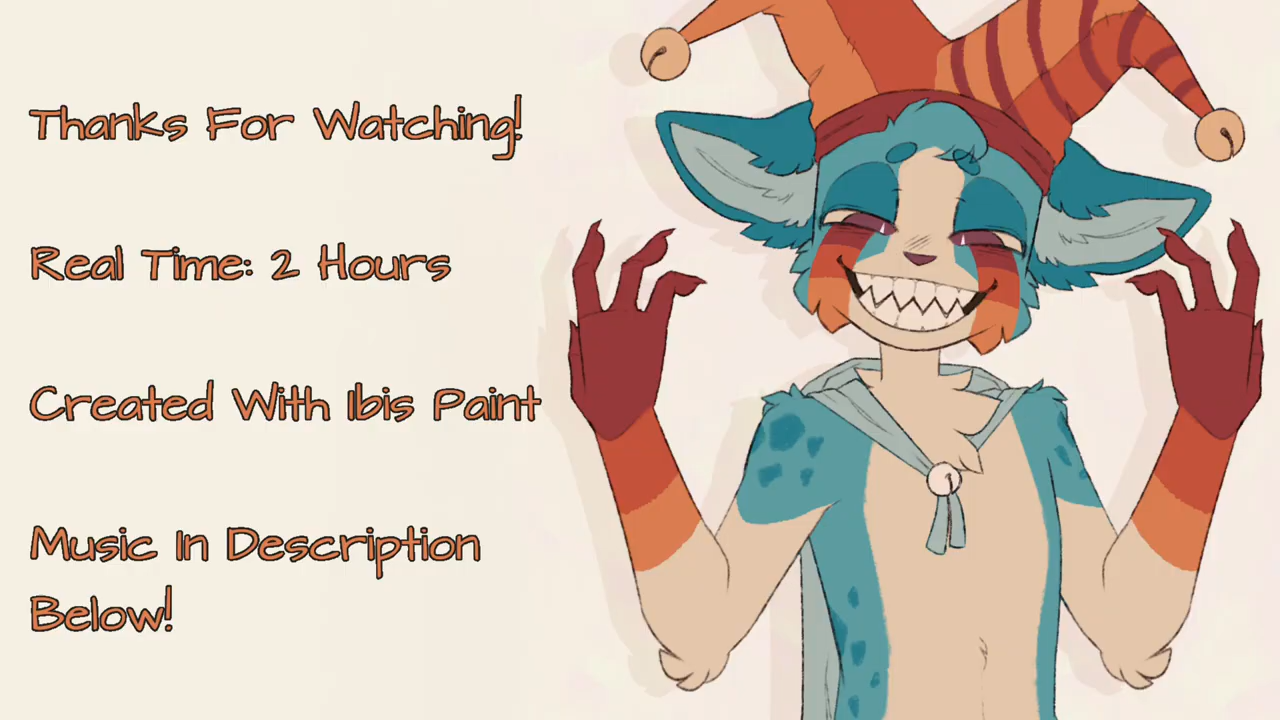 Thanks For Watching!
Real Time: 2 Hours
Created With Ibis Paint
Music In Description
Below!